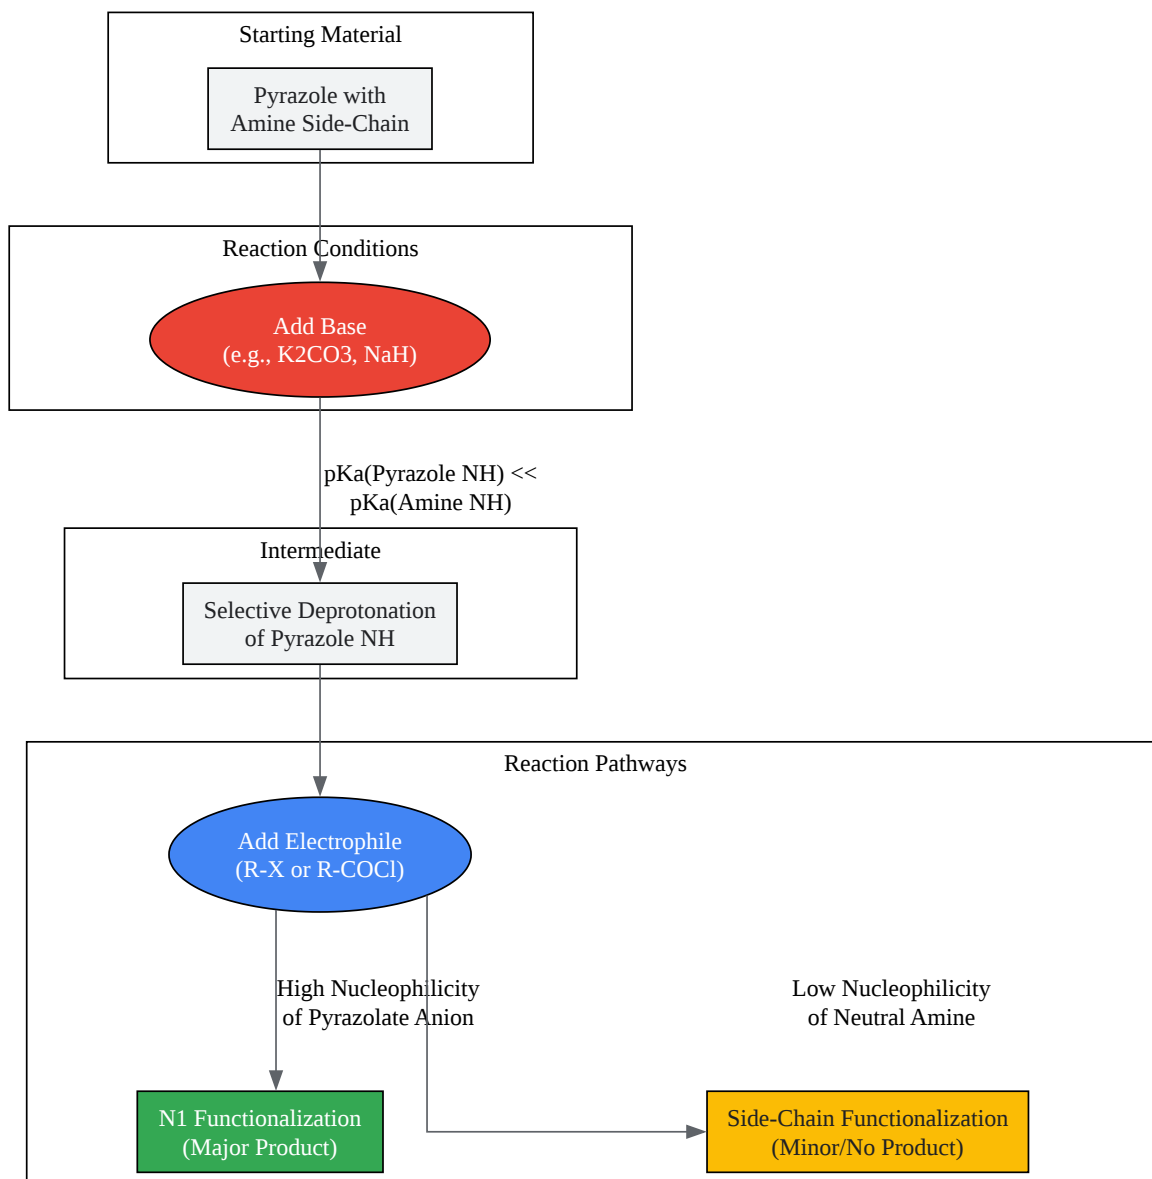 Starting Material
Pyrazole with
Amine Side-Chain
Reaction Conditions
Add Base
(e.g., K2CO3, NaH)
pKa(Pyrazole NH) <<
pKa(Amine NH)
Intermediate
Selective Deprotonation
of Pyrazole NH
Reaction Pathways
Add Electrophile
(R-X or R-COCl)
High Nucleophilicity
of Pyrazolate Anion
Low Nucleophilicity
of Neutral Amine
N1 Functionalization
(Major Product)
Side-Chain Functionalization
(Minor/No Product)